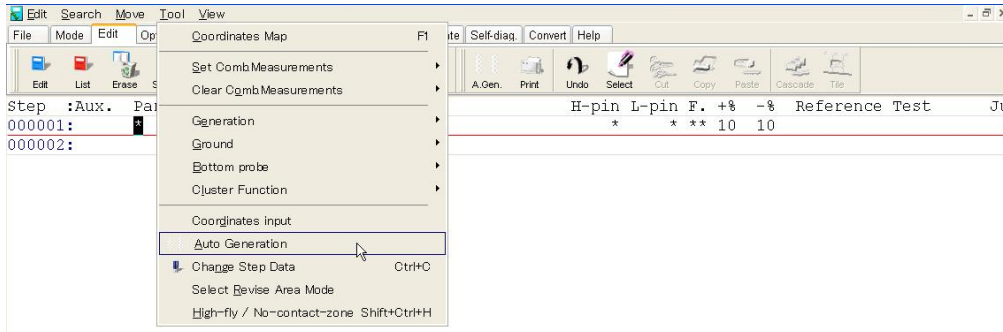 Edit Search Move Tool View
File Mode Edit Op te Self-diag. Convert Help
Edit List Erase S A.Gen. Print Undo Select Cut Copy Paste Cascade Tile
Step :Aux. Pa H-pin L-pin F. +% -% Reference Test Ju
000001: * * * ** 10 10
000002:
Coordinates Map F1
Set Comb.Measurements
Clear Comb.Measurements
Generation
Ground
Bottom probe
Cluster Function
Coordinates input
Auto Generation
Change Step Data Ctrl+C
Select Revise Area Mode
High-fly / No-contact-zone Shift+Ctrl+H